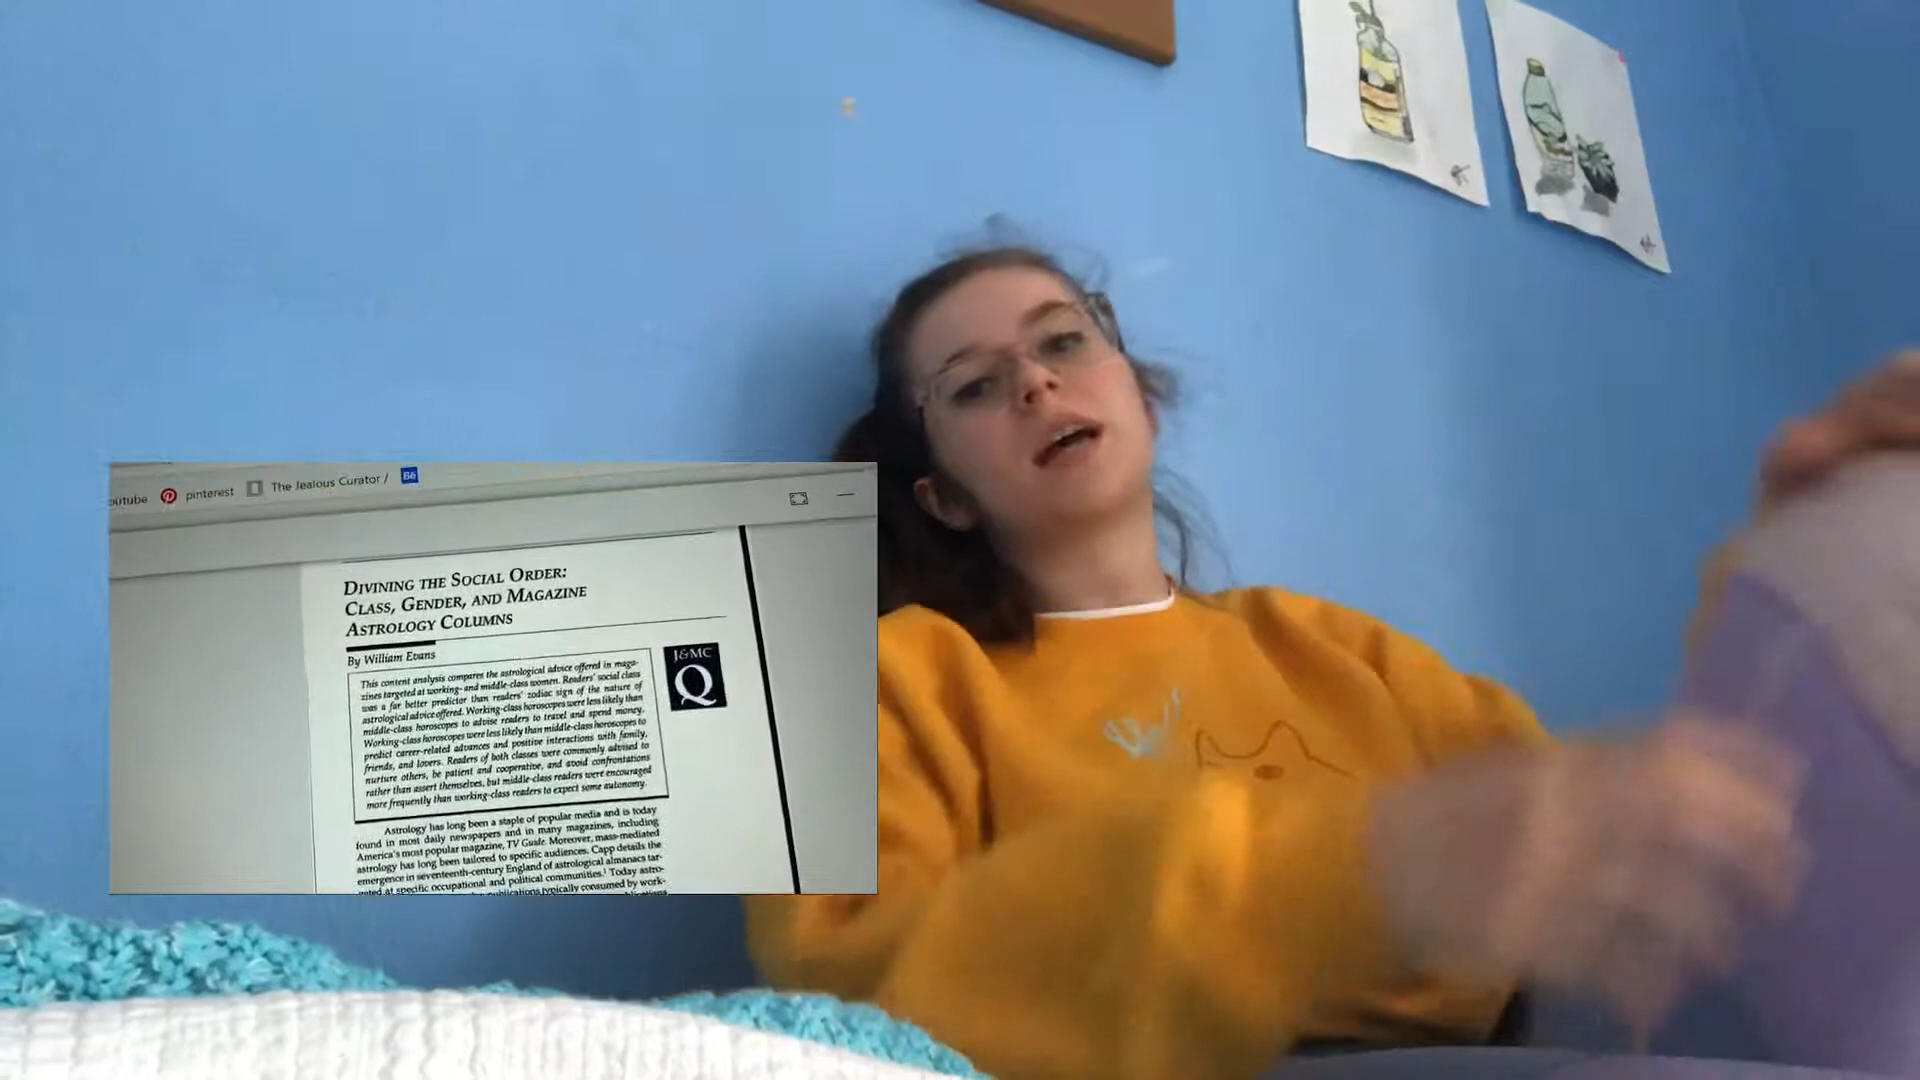 outube pinterest The Jealous Curator /
Bē
DIVINING THE SOCIAL ORDER:
CLASS, GENDER, AND MAGAZINE
ASTROLOGY COLUMNS
By William Evans
J&MC
Q
This content analysis compares the astrological advice offered in maga-
zines targeted at working- and middle-class women. Readers' social class
was a far better predictor than readers' zodiac sign of the nature of
astrological advice offered. Working-class horoscopes were less likely than
middle-class horoscopes to advise readers to travel and spend money.
Working-class horoscopes were less likely than middle-class horoscopes to
predict career-related advances and positive interactions with family,
friends, and lovers. Readers of both classes were commonly advised to
nurture others, be patient and cooperative, and avoid confrontations
rather than assert themselves, but middle-class readers were encouraged
more frequently than working-class readers to expect some autonomy.
Astrology has long been a staple of popular media and is today
found in most daily newspapers and in many magazines, including
America's most popular magazine, TV Guide. Moreover, mass-mediated
astrology has long been tailored to specific audiences. Capp details the
emergence in seventeenth-century England of astrological almanacs tar-
geted at specific occupational and political communities.¹ Today astro-
publications typically consumed by work-